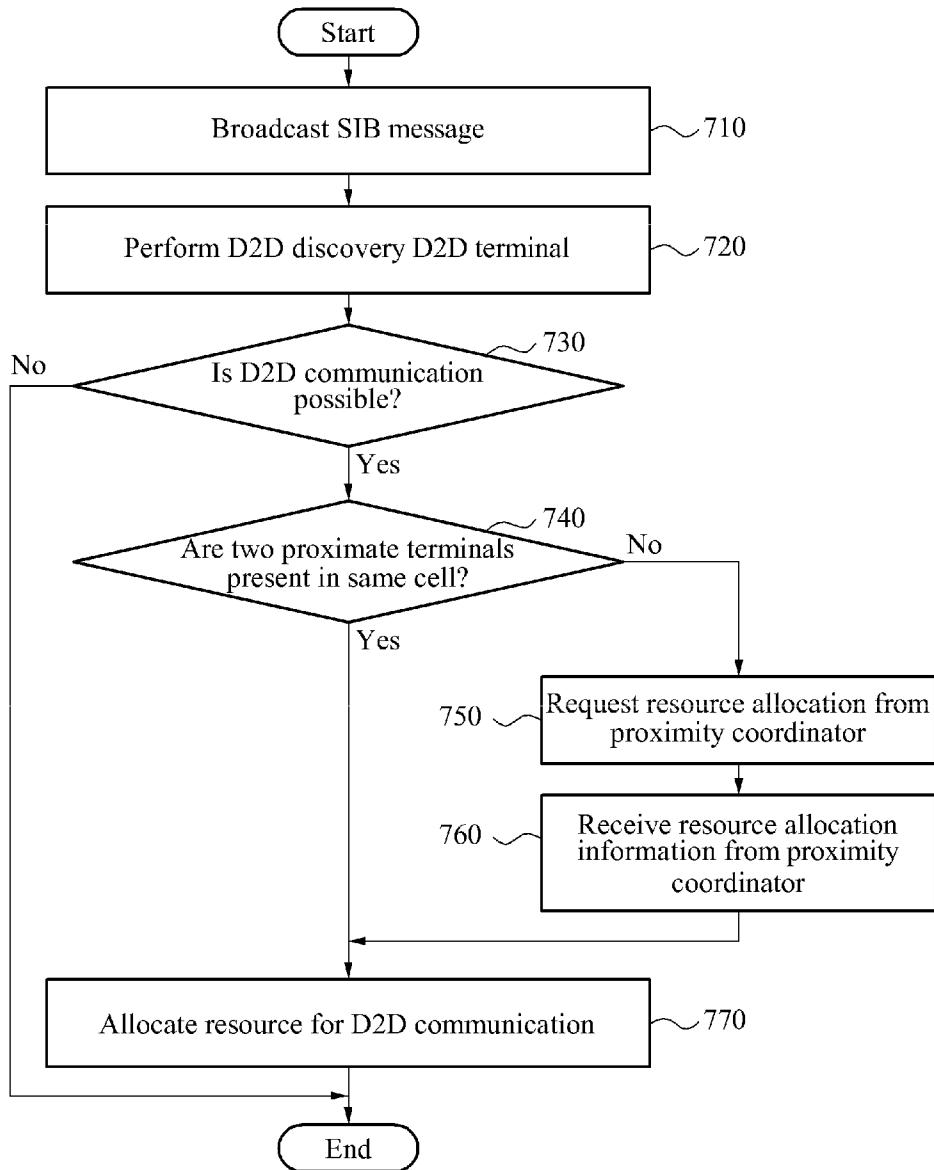 Start
Broadcast SIB message
710
Perform D2D discovery D2D terminal
720
730
No
Is D2D communication
possible?
Yes
740
Are two proximate terminals
present in same cell?
No
Yes
750
Request resource allocation from
proximity coordinator
760
Receive resource allocation
information from proximity
coordinator
Allocate resource for D2D communication
770
End